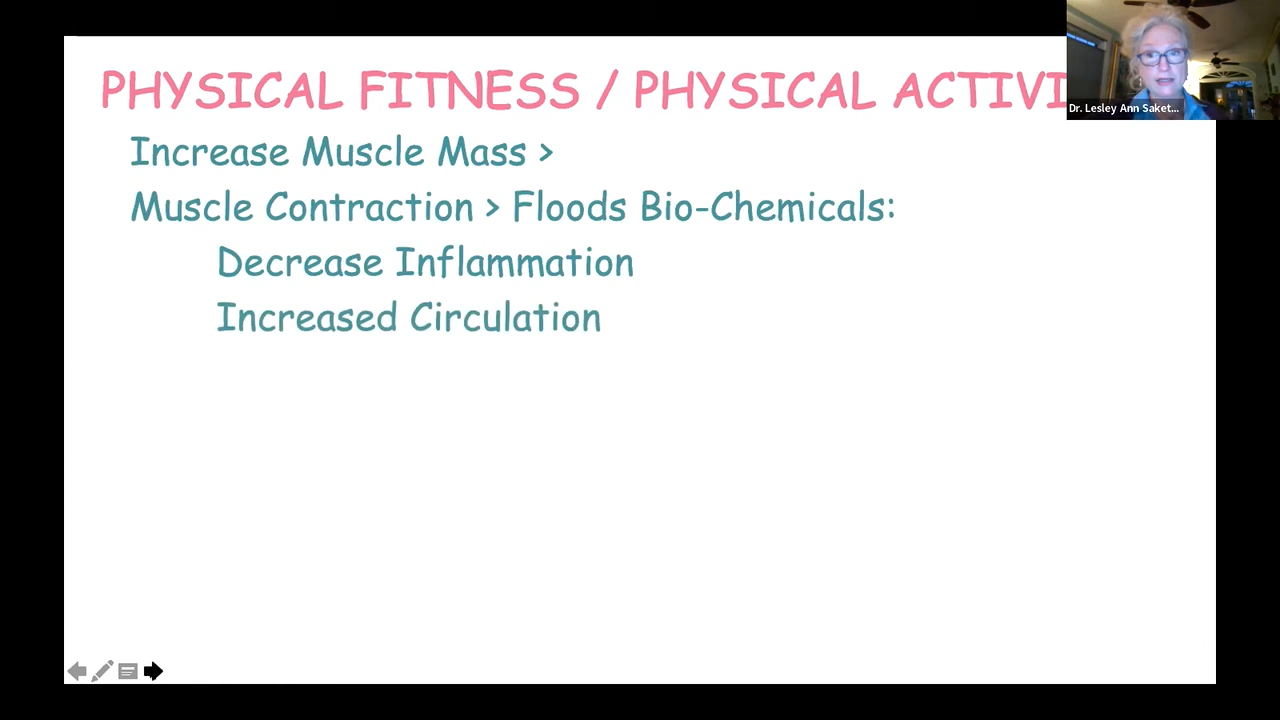 PHYSICAL FITNESS / PHYSICAL ACTIVI
Dr. Lesley Ann Saket...
Increase Muscle Mass >
Muscle Contraction > Floods Bio-Chemicals:
Decrease Inflammation
Increased Circulation